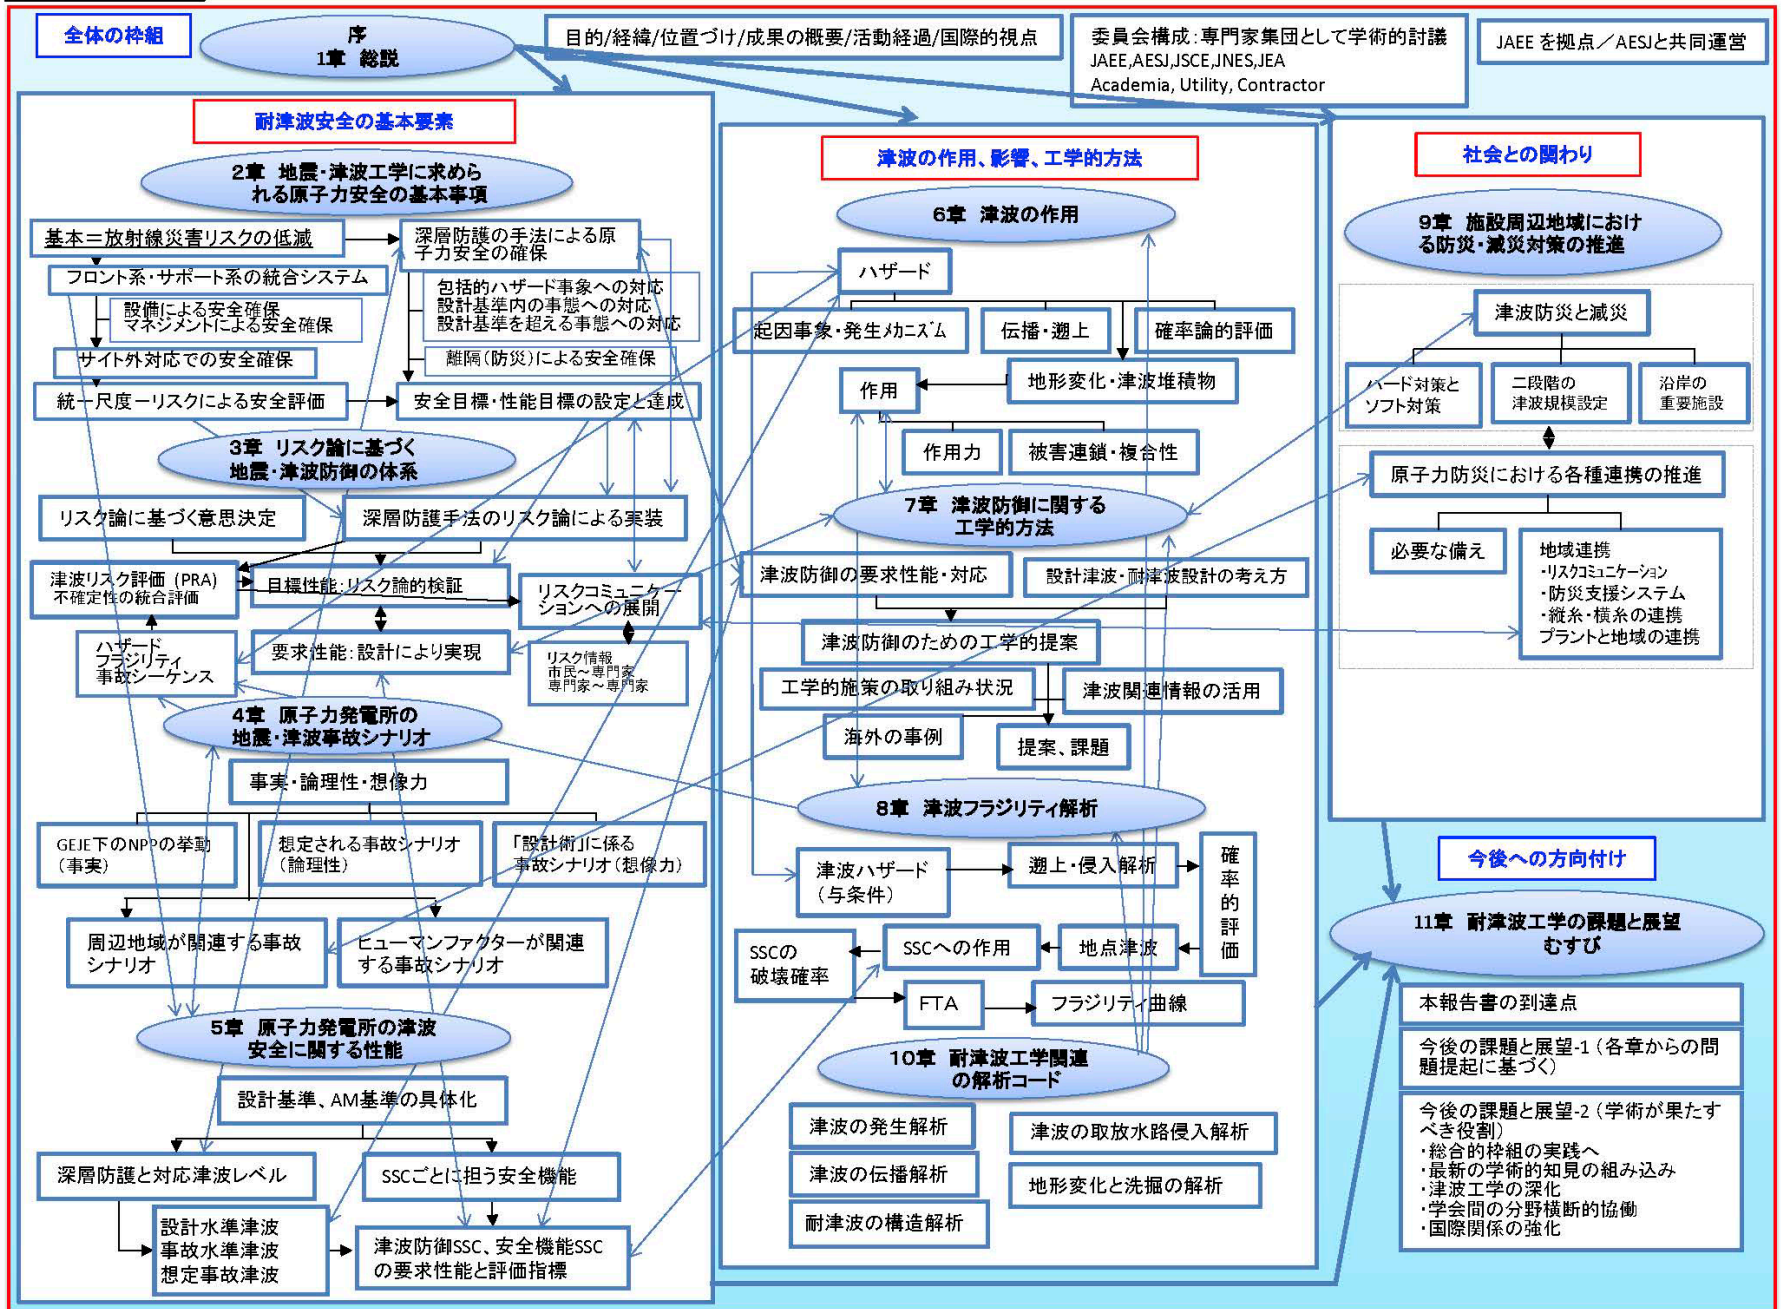 全体の枠組
序
1章 総説
目的/経緯/位置づけ/成果の概要/活動経過/国際的視点
委員会構成：専門家集団として学術的討議
JAEE,AESJ,JSCE,JNES,JEA
Academia, Utility, Contractor
JAEE を拠点／AESJと共同運営
耐津波安全の基本要素
2章 地震・津波工学に求めら
れる原子力安全の基本事項
基本＝放射線災害リスクの低減
深層防護の手法による原
子力安全の確保
フロント系・サポート系の統合システム
設備による安全確保
マネジメントによる安全確保
包括的ハザード事象への対応
設計基準内の事態への対応
設計基準を超える事態への対応
サイト外対応での安全確保
離隔（防災）による安全確保
統一尺度－リスクによる安全評価
安全目標・性能目標の設定と達成
3章 リスク論に基づく
地震・津波防御の体系
リスク論に基づく意思決定
深層防護手法のリスク論による実装
津波リスク評価 (PRA)
不確定性の統合評価
目標性能：リスク論的検証
リスクコミュニケー
ションへの展開
ハザード
フラジリティ
事故シーケンス
要求性能：設計により実現
リスク情報
市民～専門家
専門家～専門家
4章 原子力発電所の
地震・津波事故シナリオ
事実・論理性・想像力
GEJE下のNPPの挙動
（事実）
想定される事故シナリオ
（論理性）
「設計術」に係る
事故シナリオ（想像力）
周辺地域が関連する事故
シナリオ
ヒューマンファクターが関連
する事故シナリオ
5章 原子力発電所の津波
安全に関する性能
設計基準、AM基準の具体化
深層防護と対応津波レベル
SSCごとに担う安全機能
設計水準津波
事故水準津波
想定事故津波
津波防御SSC、安全機能SSC
の要求性能と評価指標
津波の作用、影響、工学的方法
6章 津波の作用
ハザード
起因事象・発生メカニズム
伝播・遡上
確率論的評価
作用
地形変化・津波堆積物
作用力
被害連鎖・複合性
7章 津波防御に関する
工学的方法
津波防御の要求性能・対応
設計津波・耐津波設計の考え方
津波防御のための工学的提案
工学的施策の取り組み状況
津波関連情報の活用
海外の事例
提案、課題
8章 津波フラジリティ解析
津波ハザード
（与条件）
遡上・侵入解析
確
率
的
評
価
SSCの
破壊確率
SSCへの作用
地点津波
FTA
フラジリティ曲線
10章 耐津波工学関連
の解析コード
津波の発生解析
津波の取放水路侵入解析
津波の伝播解析
地形変化と洗掘の解析
耐津波の構造解析
社会との関わり
9章 施設周辺地域におけ
る防災・減災対策の推進
津波防災と減災
ハード対策と
ソフト対策
二段階の
津波規模設定
沿岸の
重要施設
原子力防災における各種連携の推進
必要な備え
地域連携
・リスクコミュニケーション
・防災支援システム
・縦糸・横糸の連携
プラントと地域の連携
今後への方向付け
11章 耐津波工学の課題と展望
むすび
本報告書の到達点
今後の課題と展望-1（各章からの問
題提起に基づく）
今後の課題と展望-2（学術が果たす
べき役割）
・総合的枠組の実践へ
・最新の学術的知見の組み込み
・津波工学の深化
・学会間の分野横断的協働
・国際関係の強化